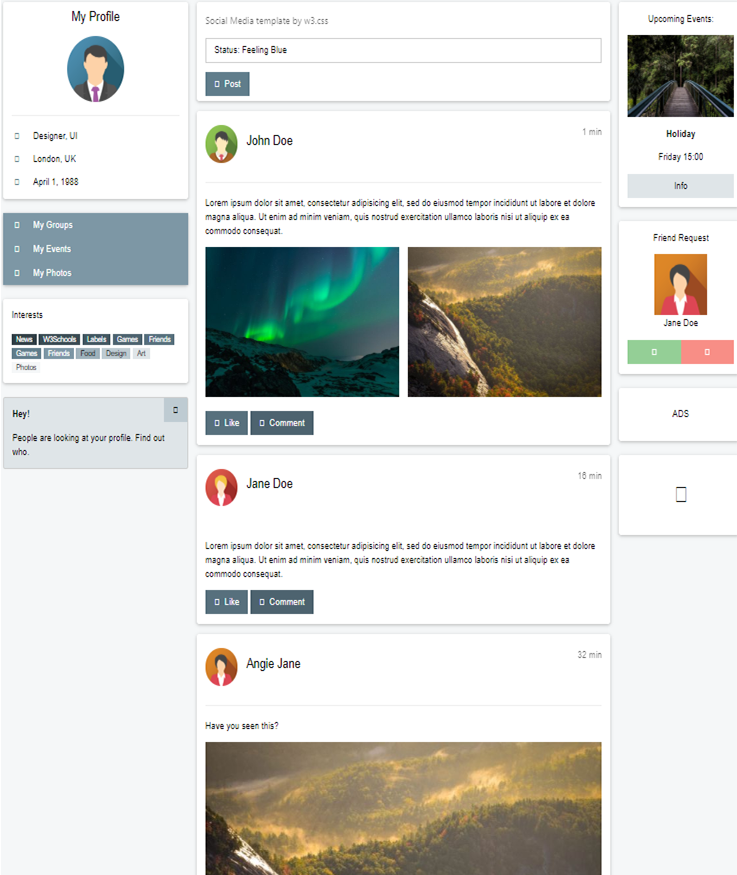 My Profile
Designer, UI
London, UK
April 1, 1988
My Groups
My Events
My Photos
Interests
News W3Schools Labels Games Friends
Games Friends Food Design Art
Photos
Hey!
People are looking at your profile. Find out
who.
Social Media template by w3.css
Status: Feeling Blue
Post
John Doe
1 min
Lorem ipsum dolor sit amet, consectetur adipisicing elit, sed do eiusmod tempor incididunt ut labore et dolore
magna aliqua. Ut enim ad minim veniam, quis nostrud exercitation ullamco laboris nisi ut aliquip ex ea
commodo consequat.
Like Comment
Jane Doe
16 min
Lorem ipsum dolor sit amet, consectetur adipisicing elit, sed do eiusmod tempor incididunt ut labore et dolore
magna aliqua. Ut enim ad minim veniam, quis nostrud exercitation ullamco laboris nisi ut aliquip ex ea
commodo consequat.
Like Comment
Angie Jane
32 min
Have you seen this?
Upcoming Events:
Holiday
Friday 15:00
Info
Friend Request
Jane Doe
ADS